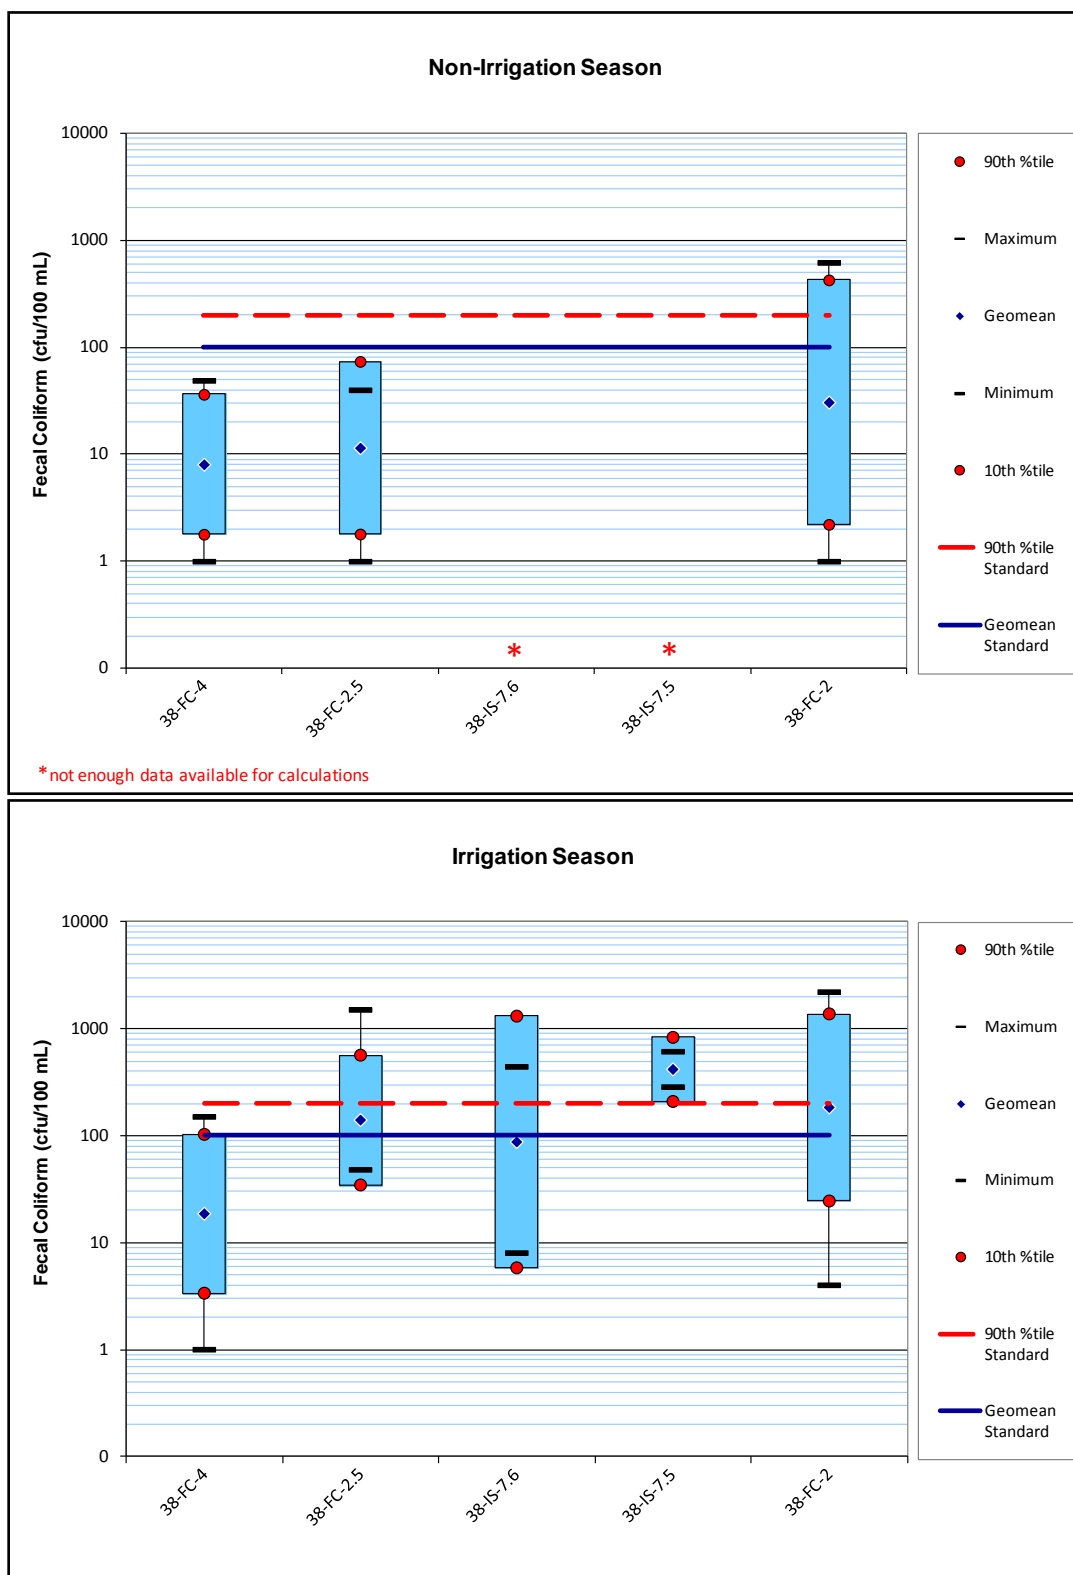 Non-Irrigation Season
Fecal Coliform (cfu/100 mL)
10000
1000
100
10
1
0
*
*
38-FC-4
38-FC-2.5
38-IS-7.6
38-IS-7.5
38-FC-2
90th %tile
Maximum
Geomean
Minimum
10th %tile
90th %tile
Standard
Geomean
Standard
*not enough data available for calculations
Irrigation Season
Fecal Coliform (cfu/100 mL)
10000
1000
100
10
1
0
38-FC-4
38-FC-2.5
38-IS-7.6
38-IS-7.5
38-FC-2
90th %tile
Maximum
Geomean
Minimum
10th %tile
90th %tile
Standard
Geomean
Standard